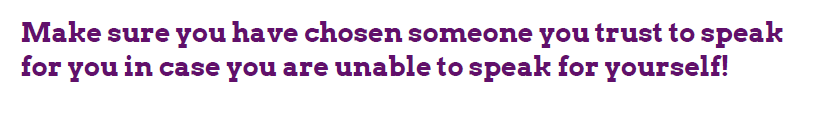 Make sure you have chosen someone you trust to speak
for you in case you are unable to speak for yourself!